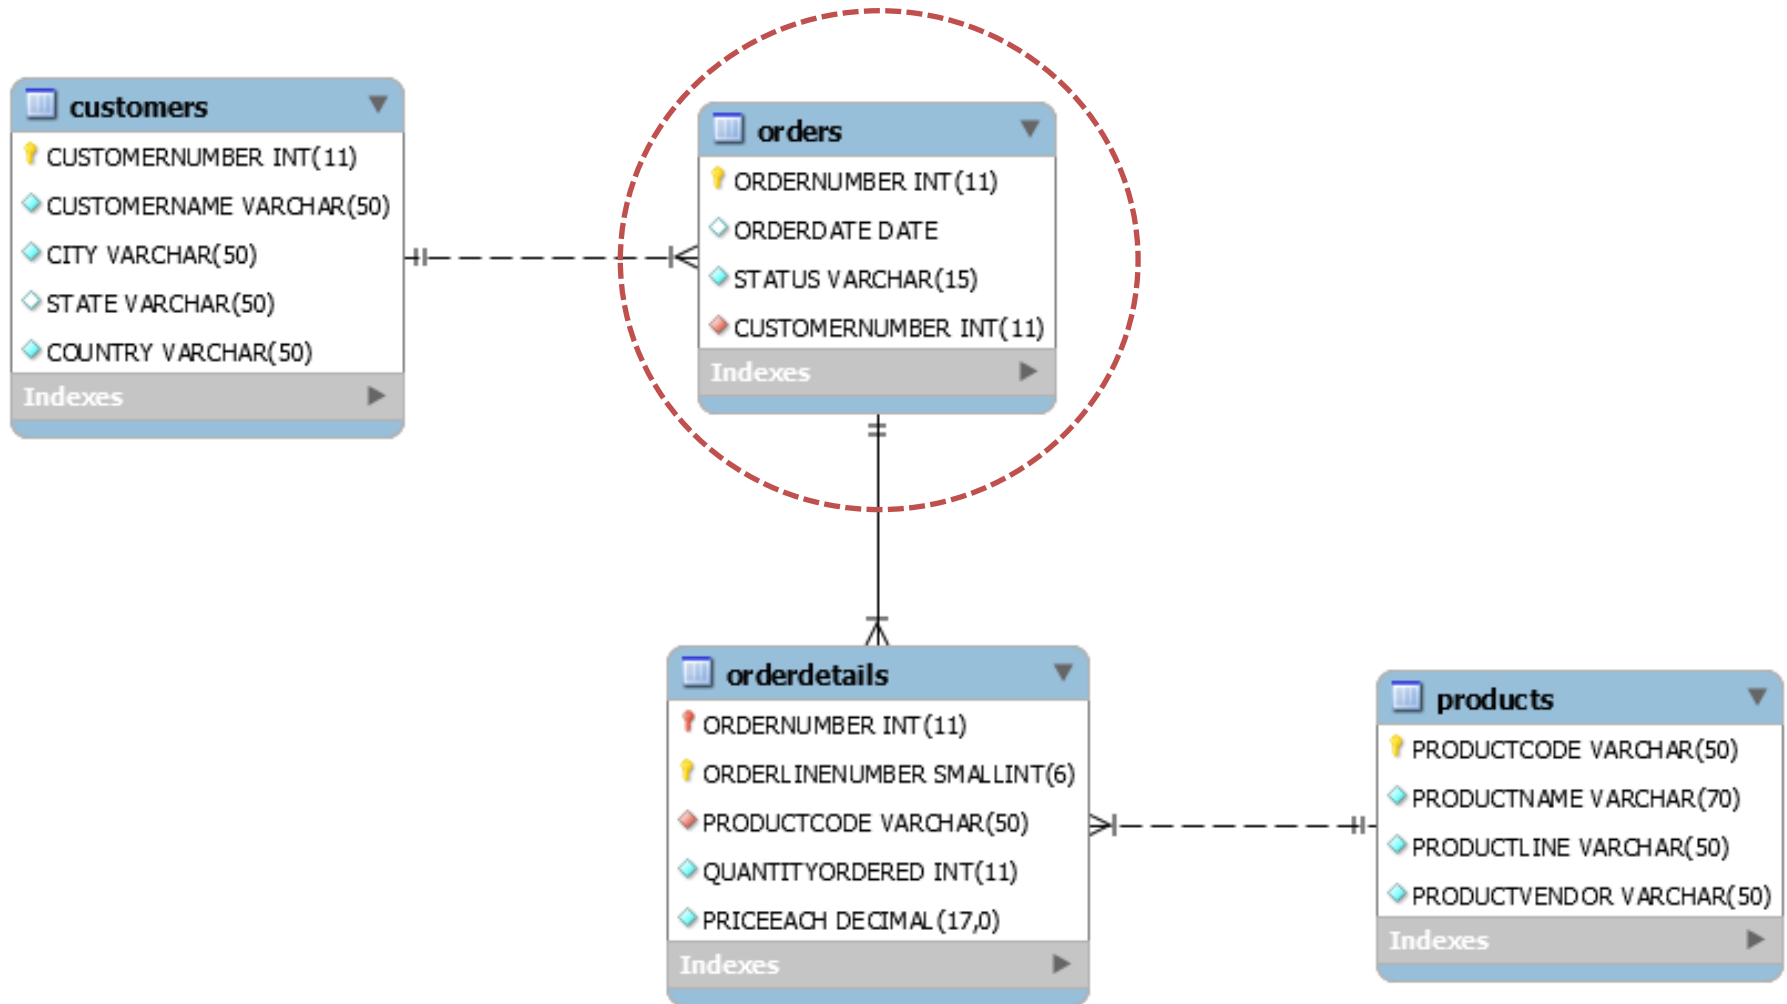 customers
CUSTOMERNUMBER INT(11)
CUSTOMERNAME VARCHAR(50)
CITY VARCHAR(50)
STATE VARCHAR(50)
COUNTRY VARCHAR(50)
Indexes
orders
ORDERNUMBER INT(11)
ORDERDATE DATE
STATUS VARCHAR(15)
CUSTOMERNUMBER INT(11)
Indexes
orderdetails
ORDERNUMBER INT(11)
ORDERLINENUMBER SMALLINT(6)
PRODUCTCODE VARCHAR(50)
QUANTITYORDERED INT(11)
PRICEEACH DECIMAL(17,0)
Indexes
products
PRODUCTCODE VARCHAR(50)
PRODUCTNAME VARCHAR(70)
PRODUCTLINE VARCHAR(50)
PRODUCTVENDOR VARCHAR(50)
Indexes